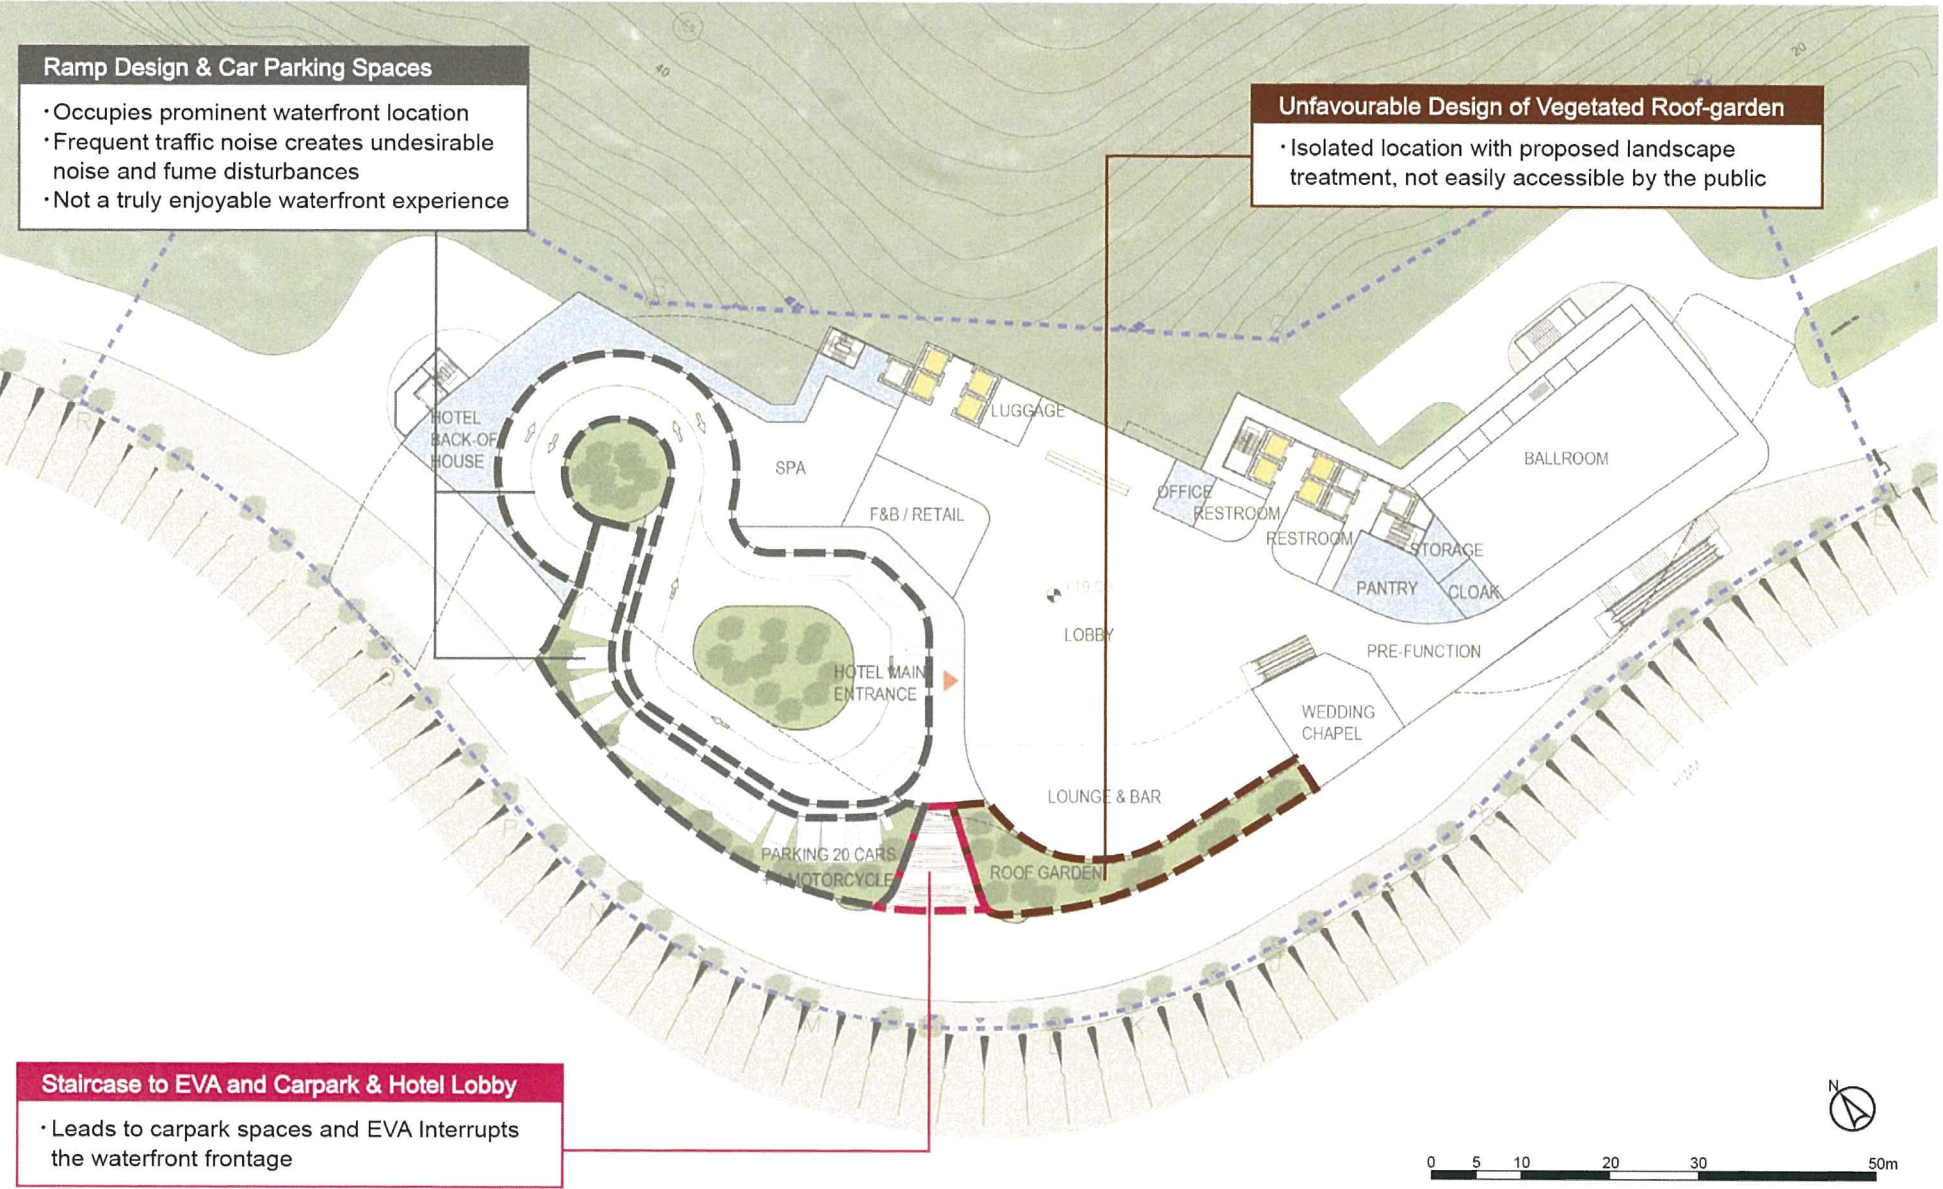 40
20
Ramp Design & Car Parking Spaces
·Occupies prominent waterfront location
·Frequent traffic noise creates undesirable
noise and fume disturbances
·Not a truly enjoyable waterfront experience
Unfavourable Design of Vegetated Roof-garden
·Isolated location with proposed landscape
treatment, not easily accessible by the public
HOTEL
BACK-OF
HOUSE
SPA
LUGGAGE
F&B / RETAIL
OFFICE
RESTROOM
RESTROOM
BALLROOM
STORAGE
PANTRY
CLOAK
LOBBY
PRE-FUNCTION
HOTEL MAIN
ENTRANCE
WEDDING
CHAPEL
LOUNGE & BAR
PARKING 20 CARS
MOTORCYCLE
ROOF GARDEN
HWM
R
P
N
M
Staircase to EVA and Carpark & Hotel Lobby
·Leads to carpark spaces and EVA Interrupts
the waterfront frontage
N
0 5 10 20 30 50m